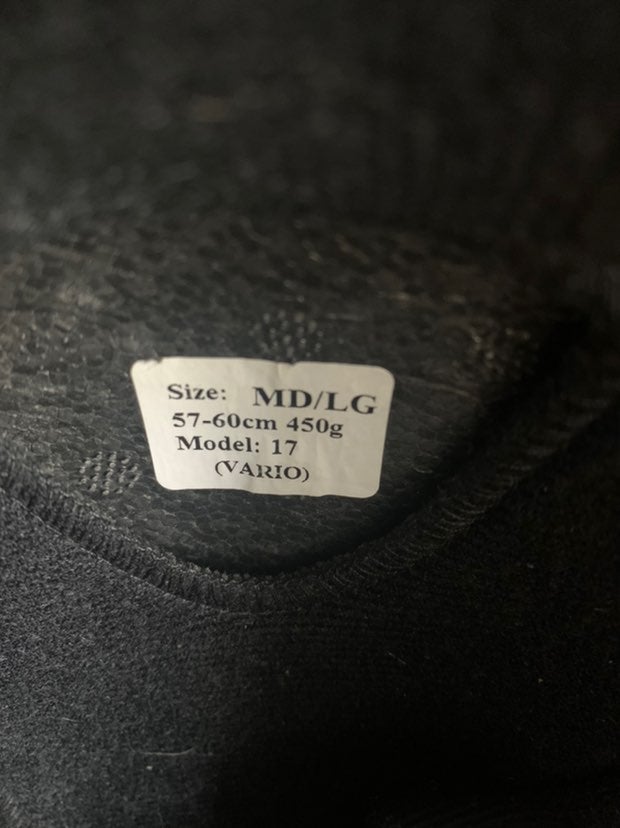 Size: MD/LG
57-60cm 450g
Model: 17
(VARIO)